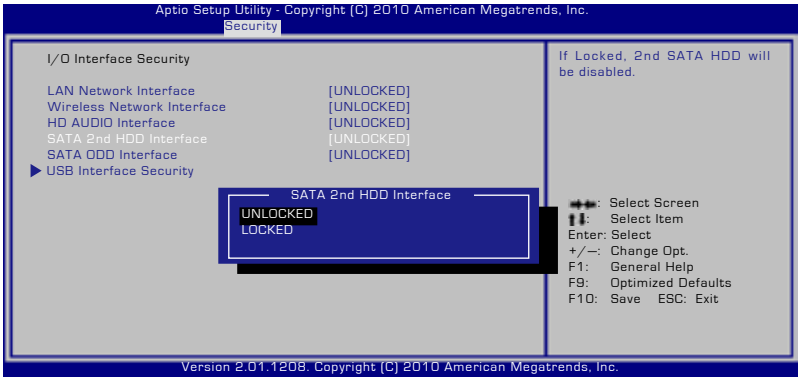 Aptio Setup Utility - Copyright (C) 2010 American Megatrends, Inc.
Security
I/O Interface Security
LAN Network Interface [UNLOCKED]
Wireless Network Interface [UNLOCKED]
HD AUDIO Interface [UNLOCKED]
SATA 2nd HDD Interface [UNLOCKED]
SATA ODD Interface [UNLOCKED]
USB Interface Security
SATA 2nd HDD Interface
UNLOCKED
LOCKED
If Locked, 2nd SATA HDD will
be disabled.
: Select Screen
: Select Item
Enter: Select
+/—: Change Opt.
F1: General Help
F9: Optimized Defaults
F10: Save ESC: Exit
Version 2.01.1208. Copyright (C) 2010 American Megatrends, Inc.